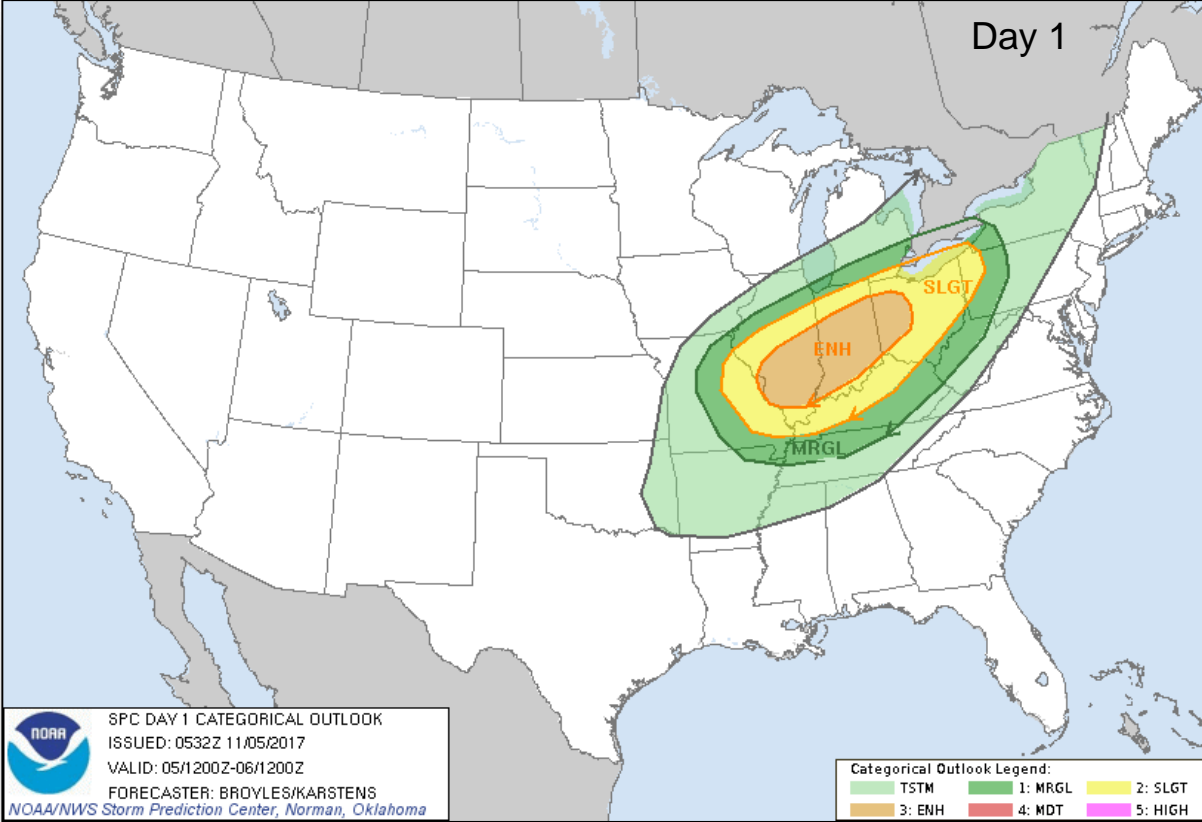 Day 1
SLGT
ENH
MRGL
NOAA
SPC DAY 1 CATEGORICAL OUTLOOK
ISSUED: 0532Z 11/05/2017
VALID: 05/1200Z-06/1200Z
FORECASTER: BROYLES/KARSTENS
NOAA/NWS Storm Prediction Center, Norman, Oklahoma
Categorical Outlook Legend:
TSTM 1: MRGL 2: SLGT
3: ENH 4: MDT 5: HIGH